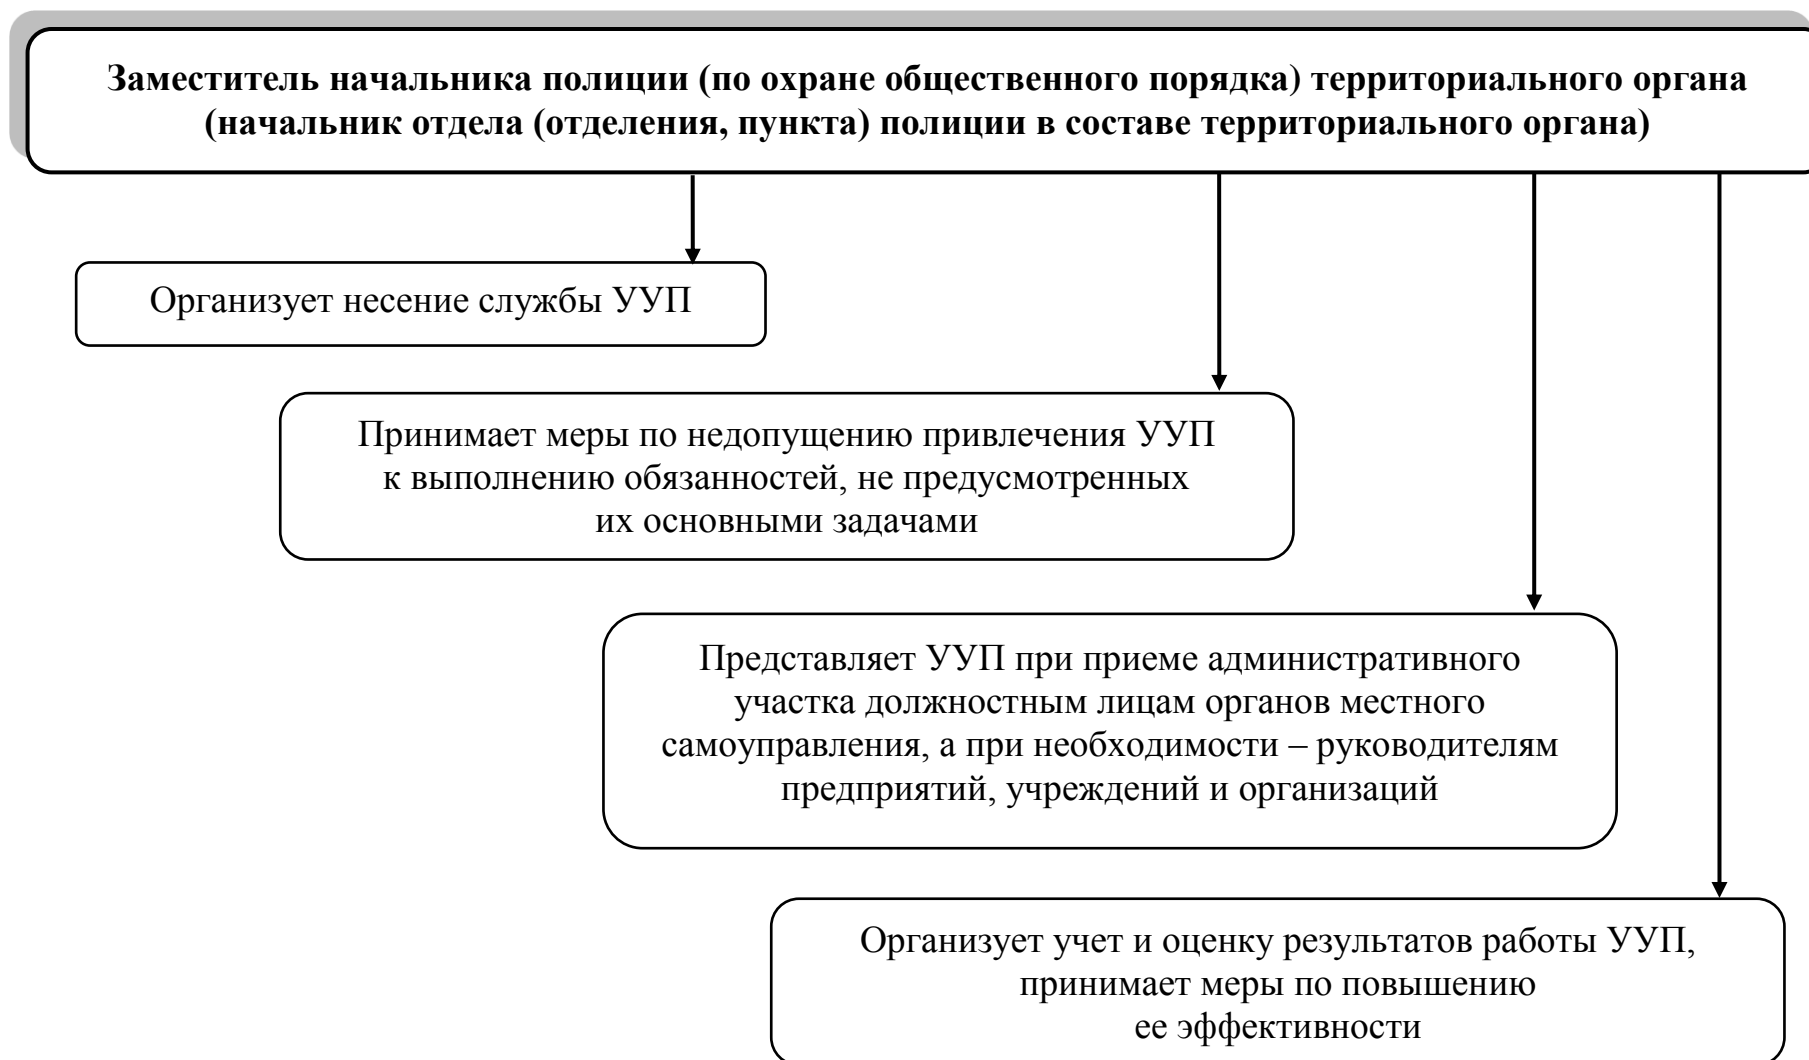 Заместитель начальника полиции (по охране общественного порядка) территориального органа
(начальник отдела (отделения, пункта) полиции в составе территориального органа)
Организует несение службы УУП
Принимает меры по недопущению привлечения УУП
к выполнению обязанностей, не предусмотренных
их основными задачами
Представляет УУП при приеме административного
участка должностным лицам органов местного
самоуправления, а при необходимости – руководителям
предприятий, учреждений и организаций
Организует учет и оценку результатов работы УУП,
принимает меры по повышению
ее эффективности